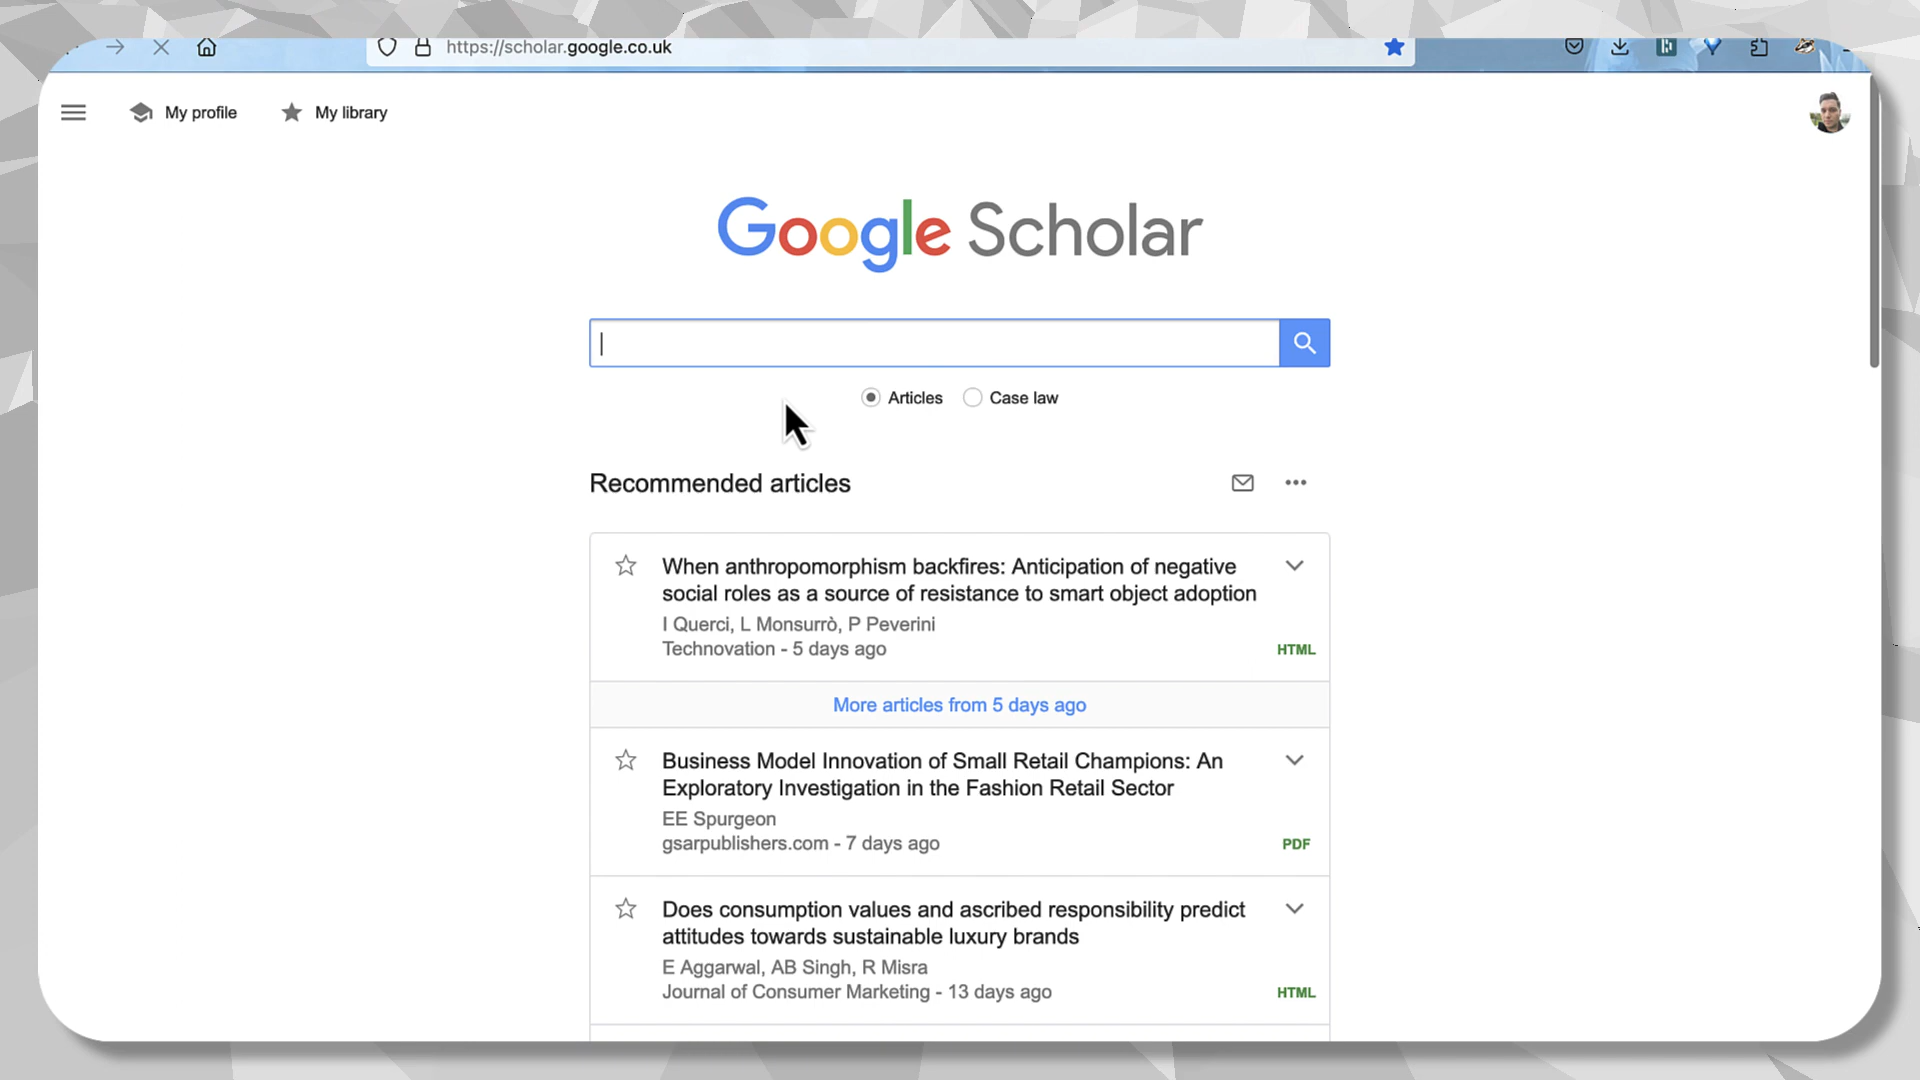 https://scholar.google.co.uk
My profile
My library
Google Scholar
Articles
Case law
Recommended articles
When anthropomorphism backfires: Anticipation of negative
social roles as a source of resistance to smart object adoption
I Querci, L Monsurrò, P Peverini
Technovation - 5 days ago
HTML
More articles from 5 days ago
Business Model Innovation of Small Retail Champions: An
Exploratory Investigation in the Fashion Retail Sector
EE Spurgeon
gsarpublishers.com - 7 days ago
PDF
Does consumption values and ascribed responsibility predict
attitudes towards sustainable luxury brands
E Aggarwal, AB Singh, R Misra
Journal of Consumer Marketing - 13 days ago
HTML